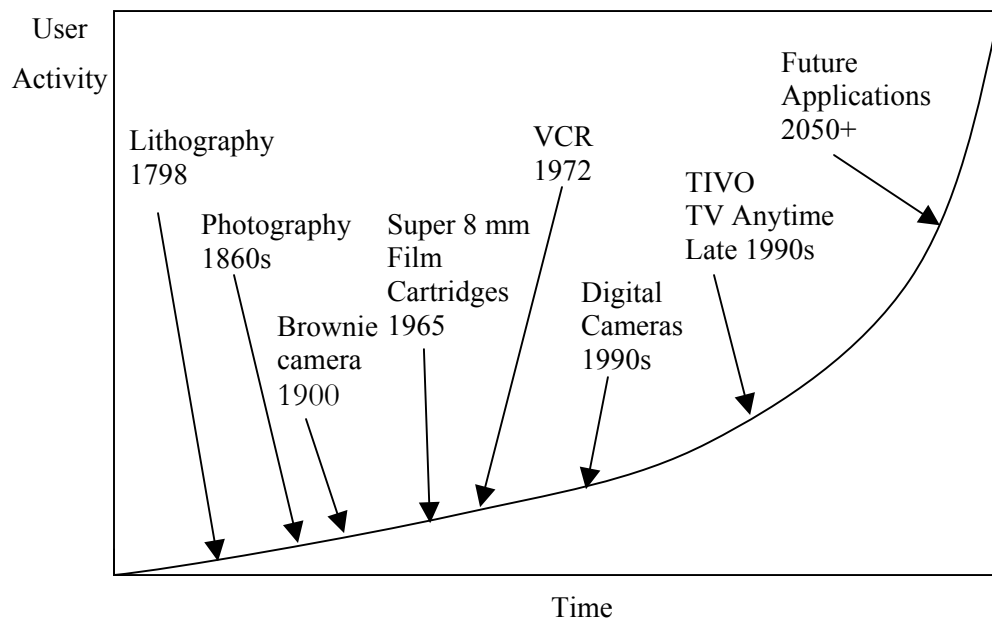 User
Activity
Lithography
1798
Photography
1860s
Brownie
camera
1900
Super 8 mm
Film
Cartridges
1965
VCR
1972
Digital
Cameras
1990s
TIVO
TV Anytime
Late 1990s
Future
Applications
2050+
Time